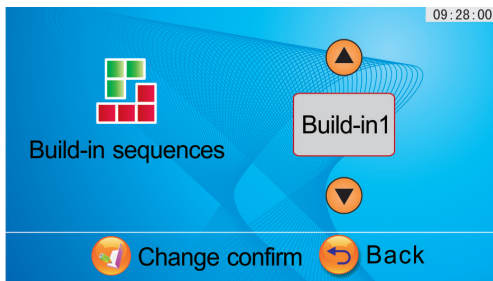 09:28:00
Build-in1
Build-in sequences
Change confirm
Back